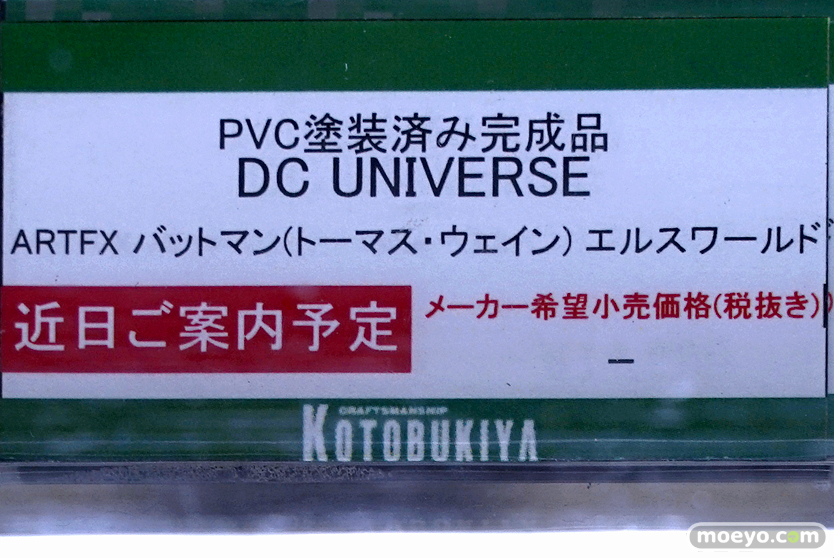 PVC塗装済み完成品
DC UNIVERSE
ARTFX バットマン(トーマス・ウェイン) エルスワールド
近日ご案内予定
メーカー希望小売価格(税抜き)
—
CRAFTSMANSHIP
KOTOBUKIYA
moeyo.com